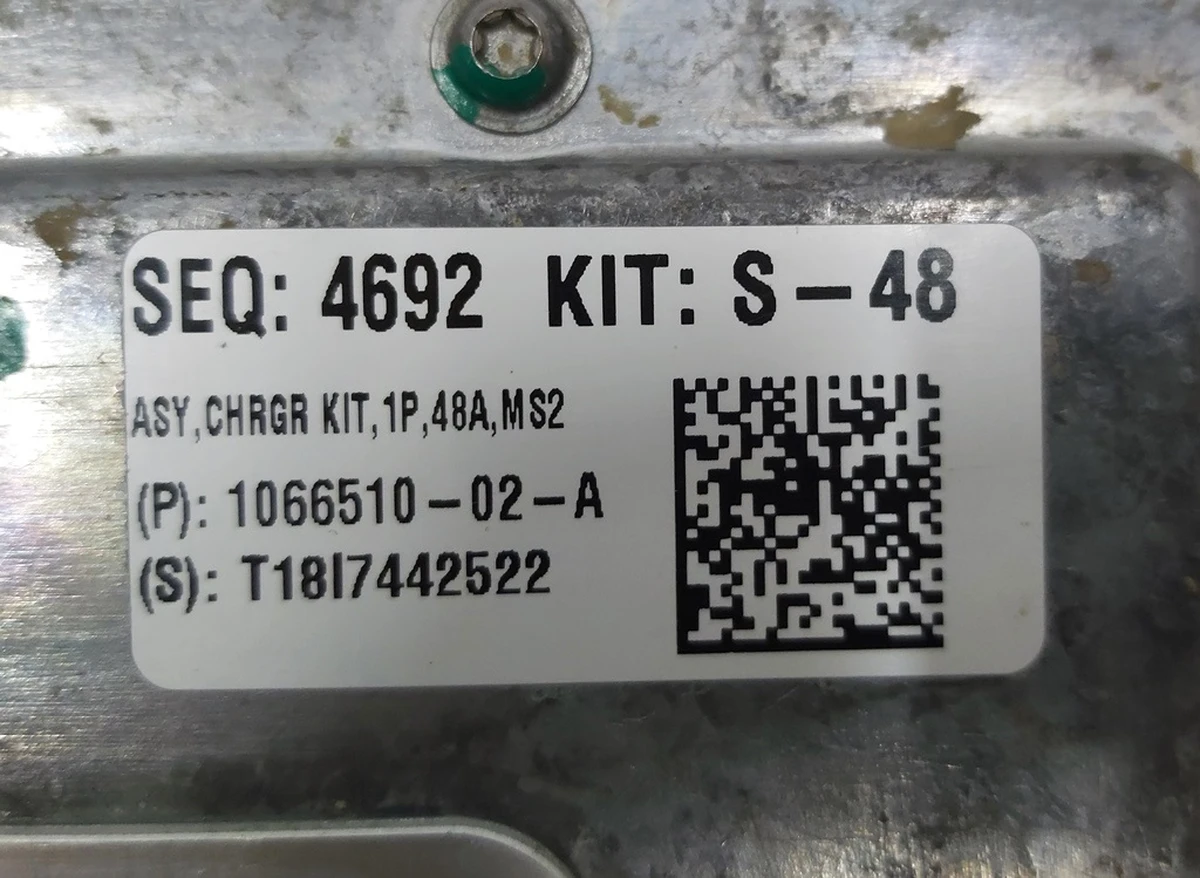 SEQ: 4692 KIT: S-48
ASY,CHRGR KIT,1P,48A,MS2
(P): 1066510-02-A
(S): T18I7442522